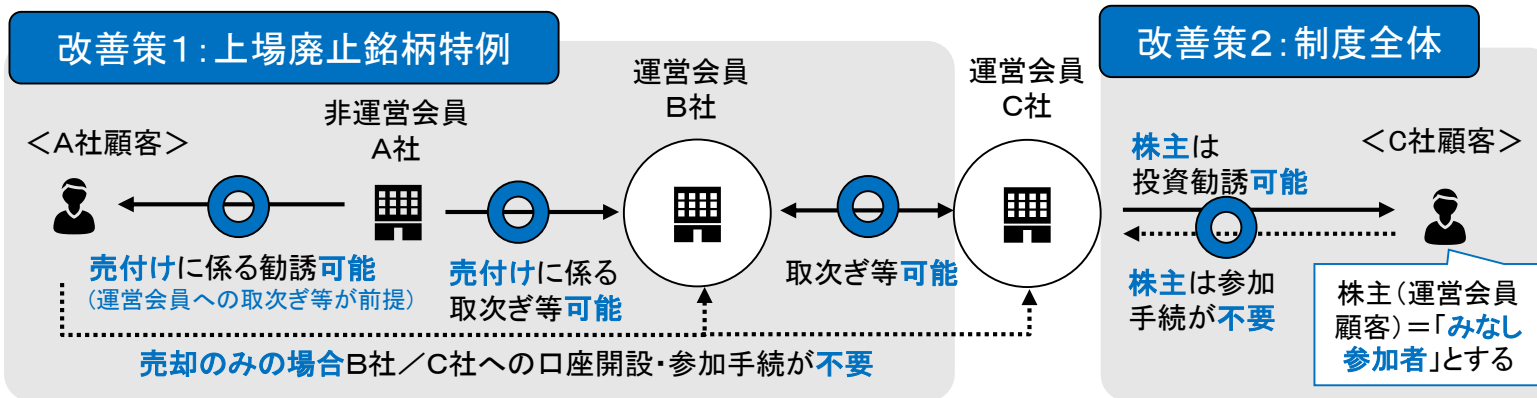 改善策1：上場廃止銘柄特例
改善策2：制度全体
運営会員
B社
運営会員
C社
非運営会員
A社
＜A社顧客＞
＜C社顧客＞
株主は
投資勧誘可能
売付けに係る勧誘可能
（運営会員への取次ぎ等が前提）
売付けに係る
取次ぎ等可能
取次ぎ等可能
株主は参加
手続が不要
株主（運営会員
顧客）＝「みなし
参加者」とする
売却のみの場合B社／C社への口座開設・参加手続が不要